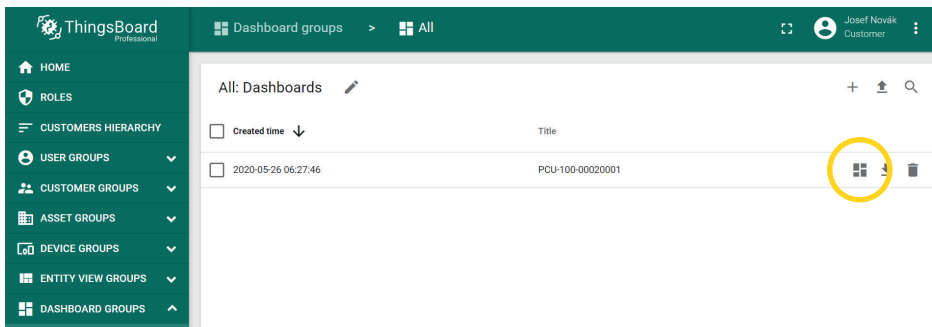 ThingsBoard
Professional
Dashboard groups > All
Josef Novák
Customer
HOME
ROLES
CUSTOMERS HIERARCHY
USER GROUPS
CUSTOMER GROUPS
ASSET GROUPS
DEVICE GROUPS
ENTITY VIEW GROUPS
DASHBOARD GROUPS
All: Dashboards
Created time Title
2020-05-26 06:27:46 PCU-100-00020001